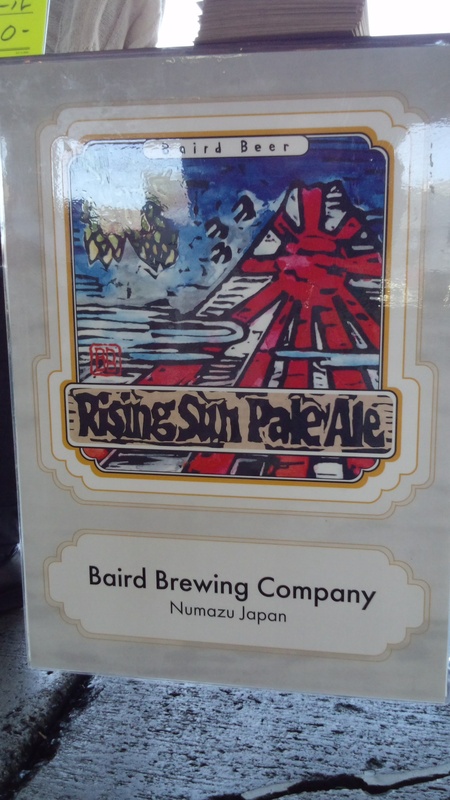 Baird Beer
Rising Sun Pale Ale
Baird Brewing Company
Numazu Japan